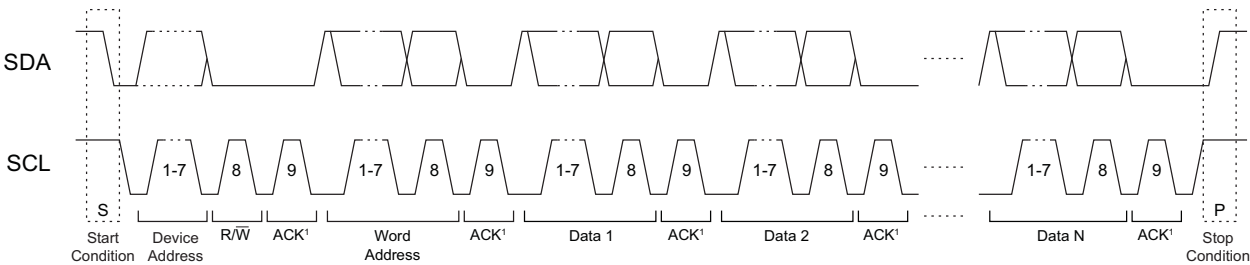 SDA
SCL
1-7 8 9 1-7 8 9 1-7 8 9 1-7 8 9 1-7 8 9
S P
Start Condition Device Address R/W̅ ACK¹ Word Address ACK¹ Data 1 ACK¹ Data 2 ACK¹ Data N ACK¹ Stop Condition